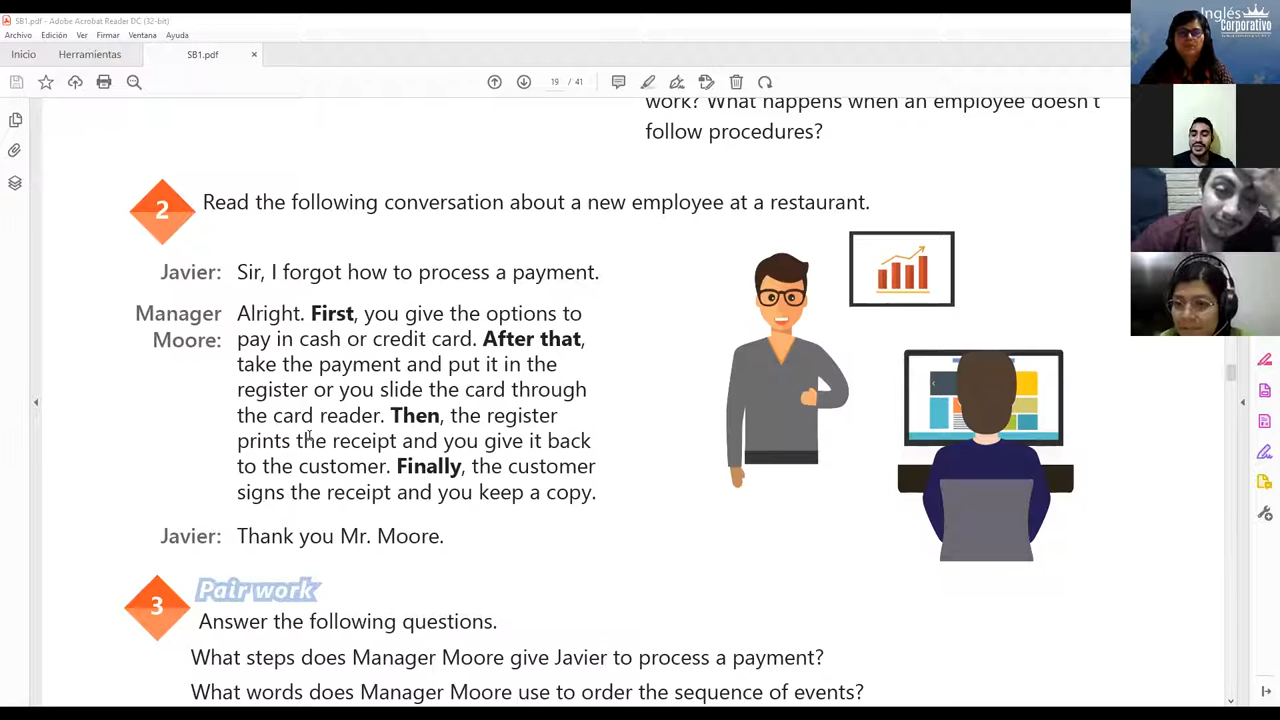 SB1.pdf - Adobe Acrobat Reader DC (32-bit)
Archivo Edición Ver Firmar Ventana Ayuda
Inicio Herramientas SB1.pdf ×
19 / 41
work? What happens when an employee doesn't
follow procedures?
2 Read the following conversation about a new employee at a restaurant.
Javier: Sir, I forgot how to process a payment.
Manager Moore: Alright. First, you give the options to
pay in cash or credit card. After that,
take the payment and put it in the
register or you slide the card through
the card reader. Then, the register
prints the receipt and you give it back
to the customer. Finally, the customer
signs the receipt and you keep a copy.
Javier: Thank you Mr. Moore.
3 Pair work
Answer the following questions.
What steps does Manager Moore give Javier to process a payment?
What words does Manager Moore use to order the sequence of events?
Inglés
Corporativo